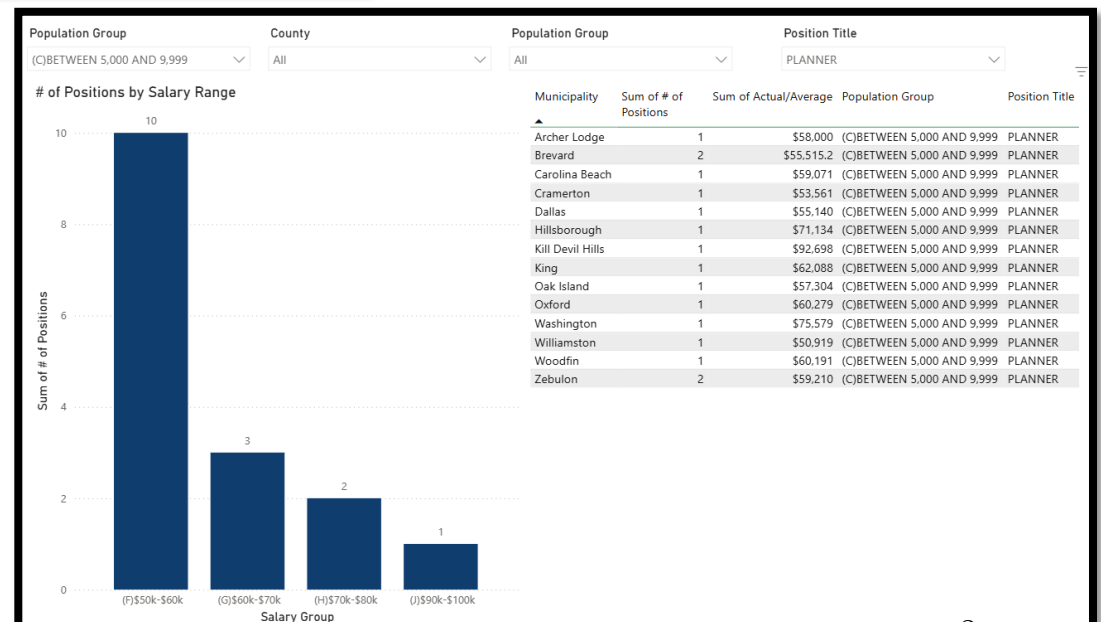 Population Group County Population Group Position Title
(C)BETWEEN 5,000 AND 9,999 All All PLANNER
# of Positions by Salary Range
10
10
8
6
4
2
0
3
2
1
Sum of # of Positions
(F)$50k-$60k (G)$60k-$70k (H)$70k-$80k (J)$90k-$100k
Salary Group
Municipality Sum of # of Positions Sum of Actual/Average Population Group Position Title
Archer Lodge 1 $58,000 (C)BETWEEN 5,000 AND 9,999 PLANNER
Brevard 2 $55,515.2 (C)BETWEEN 5,000 AND 9,999 PLANNER
Carolina Beach 1 $59,071 (C)BETWEEN 5,000 AND 9,999 PLANNER
Cramerton 1 $53,561 (C)BETWEEN 5,000 AND 9,999 PLANNER
Dallas 1 $55,140 (C)BETWEEN 5,000 AND 9,999 PLANNER
Hillsborough 1 $71,134 (C)BETWEEN 5,000 AND 9,999 PLANNER
Kill Devil Hills 1 $92,698 (C)BETWEEN 5,000 AND 9,999 PLANNER
King 1 $62,088 (C)BETWEEN 5,000 AND 9,999 PLANNER
Oak Island 1 $57,304 (C)BETWEEN 5,000 AND 9,999 PLANNER
Oxford 1 $60,279 (C)BETWEEN 5,000 AND 9,999 PLANNER
Washington 1 $75,579 (C)BETWEEN 5,000 AND 9,999 PLANNER
Williamston 1 $50,919 (C)BETWEEN 5,000 AND 9,999 PLANNER
Woodfin 1 $60,191 (C)BETWEEN 5,000 AND 9,999 PLANNER
Zebulon 2 $59,210 (C)BETWEEN 5,000 AND 9,999 PLANNER